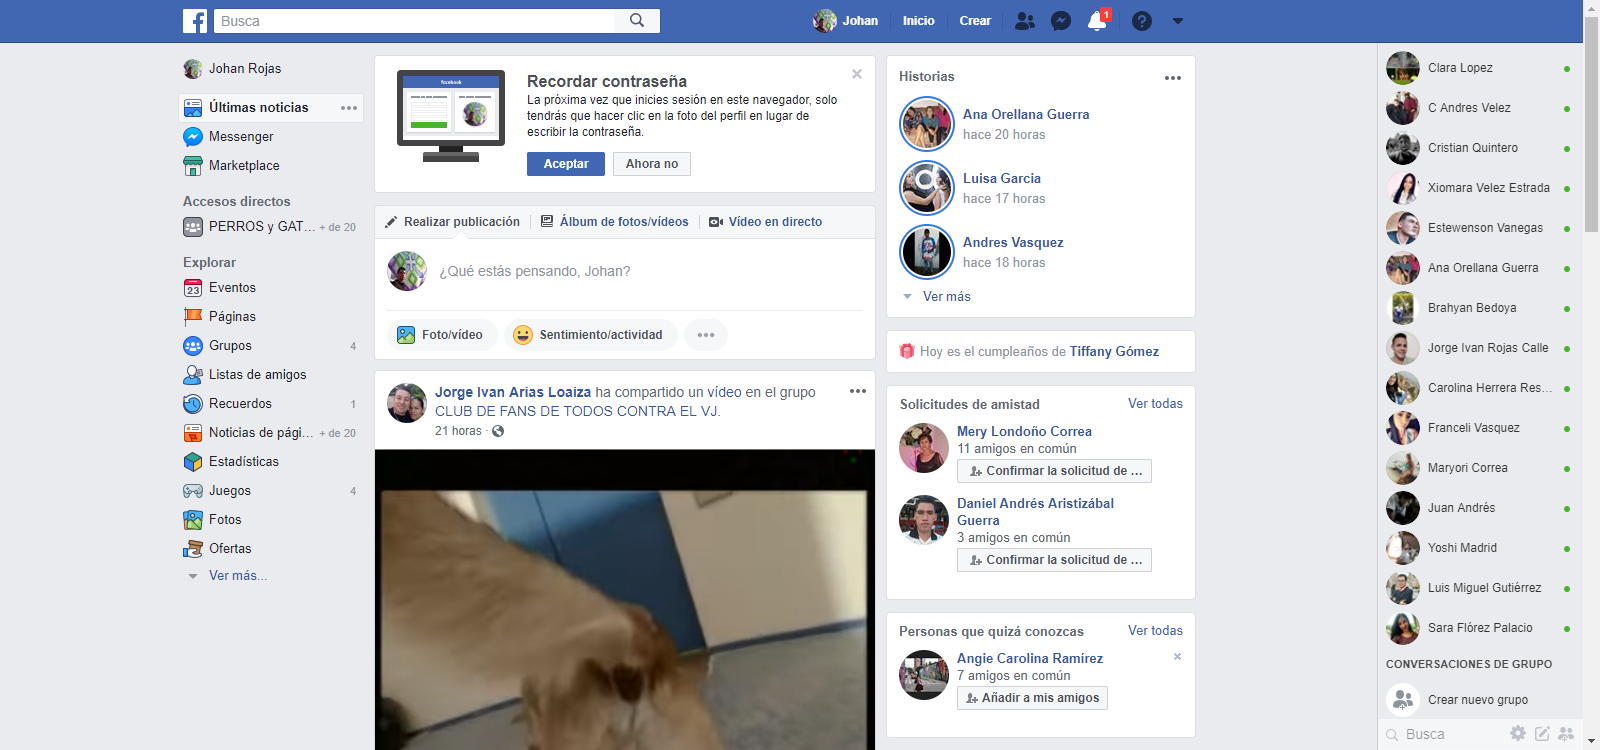 Busca
Johan
Inicio
Crear
1
Johan Rojas
Últimas noticias
Messenger
Marketplace
Accesos directos
PERROS y GAT... + de 20
Explorar
23
Eventos
Páginas
Grupos 4
Listas de amigos
Recuerdos 1
Noticias de pági... + de 20
Estadísticas
Juegos 4
Fotos
Ofertas
Ver más...
facebook
Recordar contraseña
La próxima vez que inicies sesión en este navegador, solo
tendrás que hacer clic en la foto del perfil en lugar de
escribir la contraseña.
Aceptar
Ahora no
Realizar publicación
Álbum de fotos/vídeos
Vídeo en directo
¿Qué estás pensando, Johan?
Foto/vídeo
Sentimiento/actividad
Jorge Ivan Arias Loaiza ha compartido un vídeo en el grupo
CLUB DE FANS DE TODOS CONTRA EL VJ.
21 horas ·
Historias
Ana Orellana Guerra
hace 20 horas
Luisa Garcia
hace 17 horas
Andres Vasquez
hace 18 horas
Ver más
Hoy es el cumpleaños de Tiffany Gómez
Solicitudes de amistad Ver todas
Mery Londoño Correa
11 amigos en común
Confirmar la solicitud de ...
Daniel Andrés Aristizábal
Guerra
3 amigos en común
Confirmar la solicitud de ...
Personas que quizá conozcas Ver todas
Angie Carolina Ramírez
7 amigos en común
Añadir a mis amigos
Clara Lopez
C Andres Velez
Cristian Quintero
Xiomara Velez Estrada
Estewenson Vanegas
Ana Orellana Guerra
Brahyan Bedoya
Jorge Ivan Rojas Calle
Carolina Herrera Res...
Franceli Vasquez
Maryori Correa
Juan Andrés
Yoshi Madrid
Luis Miguel Gutiérrez
Sara Flórez Palacio
CONVERSACIONES DE GRUPO
Crear nuevo grupo
Busca